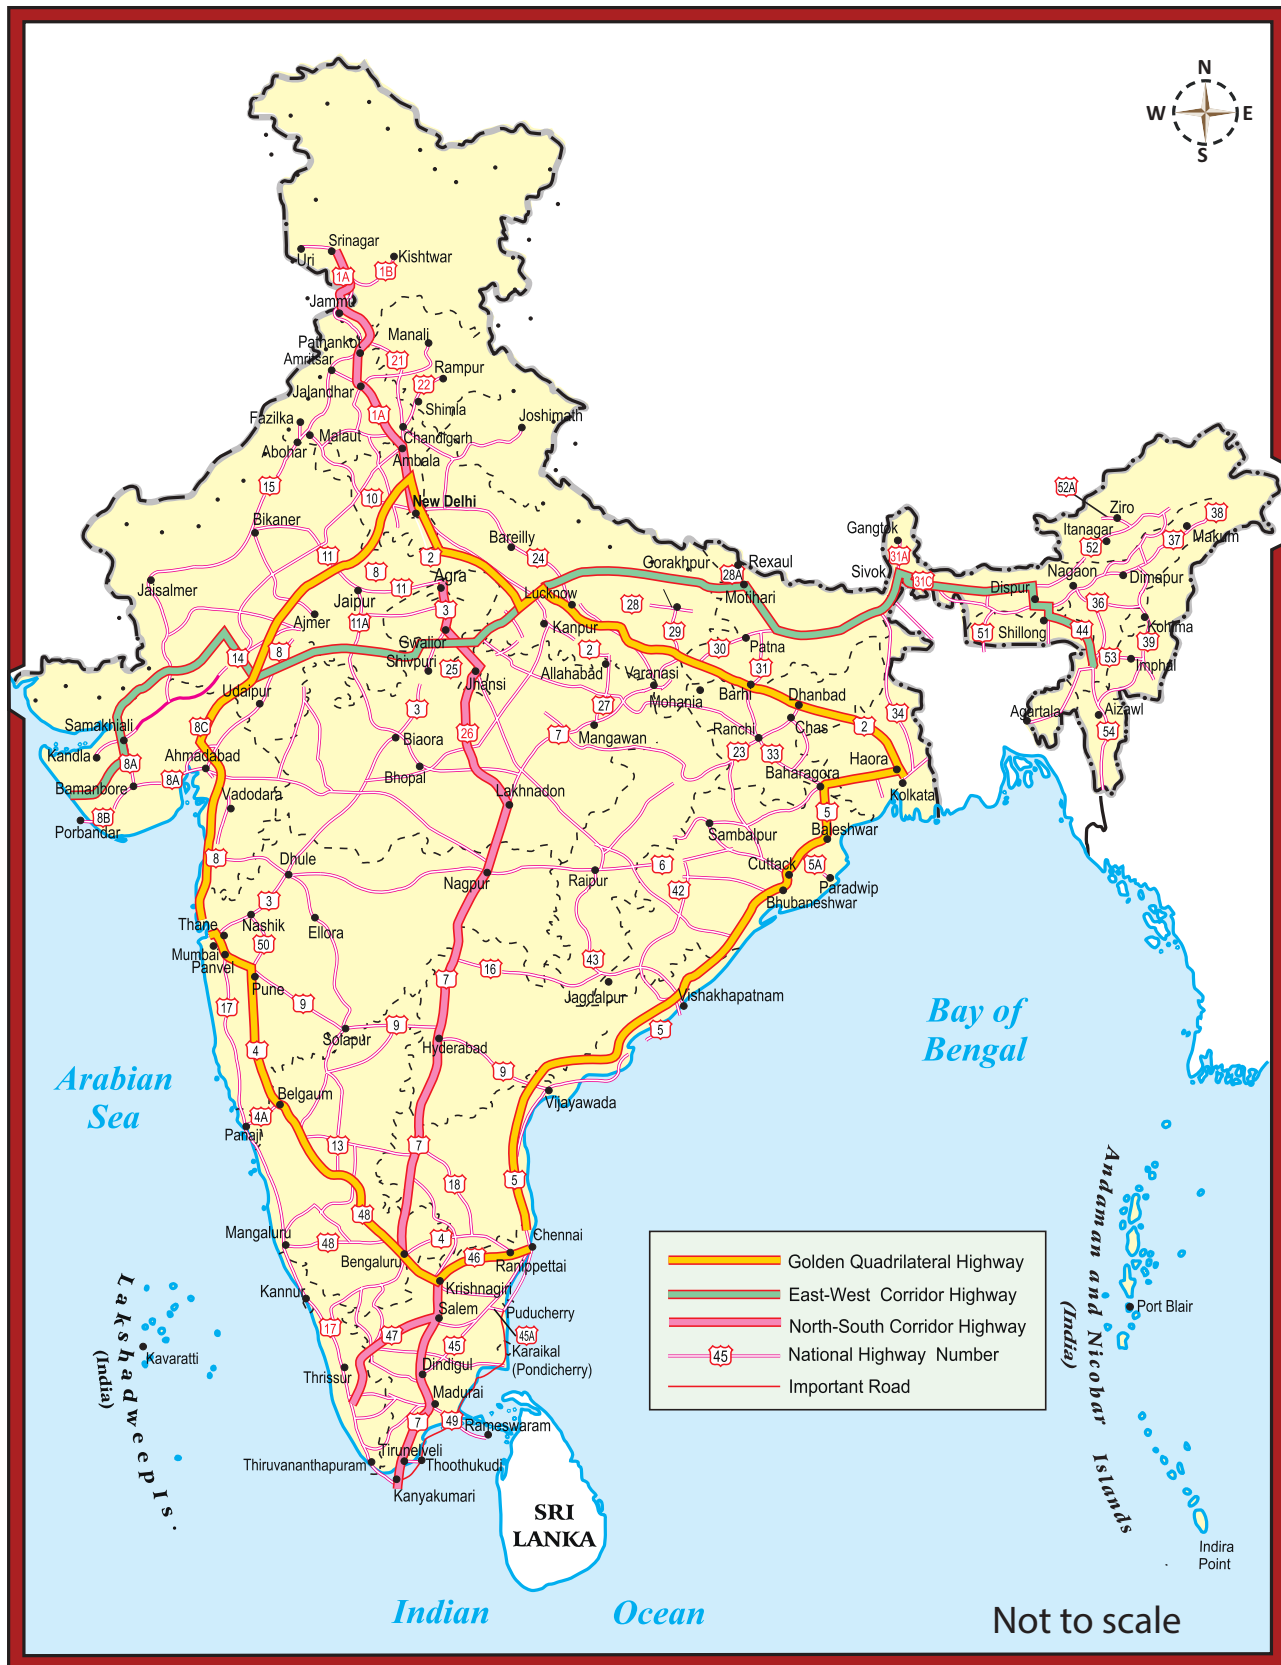 N
W E
S
Srinagar
Uri
Kishtwar
1B
1A
Jammu
Pathankot
Manali
Amritsar
21
Rampur
22
Jalandhar
Shimla
1A
Fazilka
Joshimath
Malaut
Chandigarh
Abohar
Ambala
15
10
New Delhi
52A
Ziro
38
Bikaner
Gangtok
Itanagar
Makum
37
52
Bareilly
11
2
24
Gorakhpur
Rexaul
31A
8
Agra
28A
Sivok
31C
Nagaon
Dimapur
Jaisalmer
11
Lucknow
Motihari
Dispur
Jaipur
3
28
36
Ajmer
11A
Kanpur
29
51
Shillong
44
Kohima
Gwalior
30
Patna
39
14
8
Shivpuri
25
2
53
Imphal
Jhansi
Allahabad
Varanasi
Udaipur
Barhi
Dhanbad
Mohania
3
27
34
Agartala
Aizawl
8C
Samakhiali
26
7
Mangawan
Ranchi
Chas
2
54
Biaora
Ahmadabad
23
33
Kandla
8A
8A
Bhopal
Baharagora
Haora
Bamanbore
Kolkata
Vadodara
Lakhnadon
8B
5
Porbandar
Sambalpur
Baleshwar
8
Dhule
Cuttack
6
5A
Nagpur
Raipur
42
Paradwip
3
Bhubaneshwar
Thane
Nashik
Ellora
Mumbai
50
Panvel
43
16
7
Pune
Jagdalpur
Vishakhapatnam
17
9
9
5
Solapur
Hyderabad
4
9
Bay of
Bengal
Arabian
Sea
Belgaum
Vijayawada
4A
Panaji
13
7
18
5
48
Mangaluru
48
4
Chennai
Bengaluru
46
Ranippettai
Krishnagiri
Kannur
Salem
Puducherry
17
47
45
45A
Karaikal
(Pondicherry)
Thrissur
Dindigul
Madurai
7
49
Rameswaram
Tirunelveli
Thiruvananthapuram
Thoothukudi
Kanyakumari
Lakshadweep Is.
(India)
Kavaratti
SRI
LANKA
Golden Quadrilateral Highway
East-West Corridor Highway
North-South Corridor Highway
45 National Highway Number
Important Road
Andaman and Nicobar Islands
(India)
Port Blair
Indira
Point
Indian Ocean
Not to scale